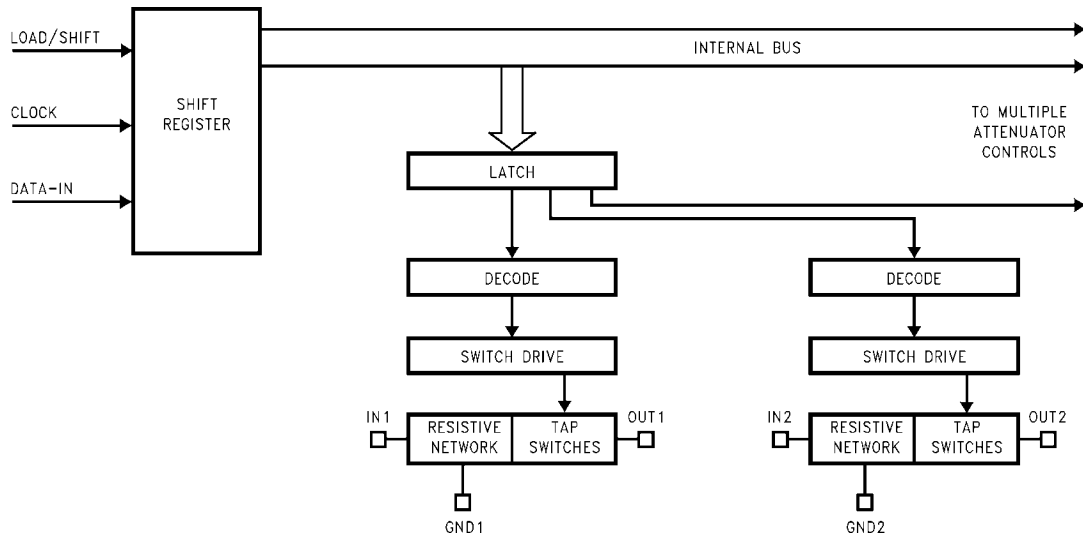 LOAD/SHIFT
CLOCK
DATA-IN
SHIFT
REGISTER
INTERNAL BUS
TO MULTIPLE
ATTENUATOR
CONTROLS
LATCH
DECODE
DECODE
SWITCH DRIVE
SWITCH DRIVE
IN1
RESISTIVE
NETWORK
TAP
SWITCHES
OUT1
GND1
IN2
RESISTIVE
NETWORK
TAP
SWITCHES
OUT2
GND2